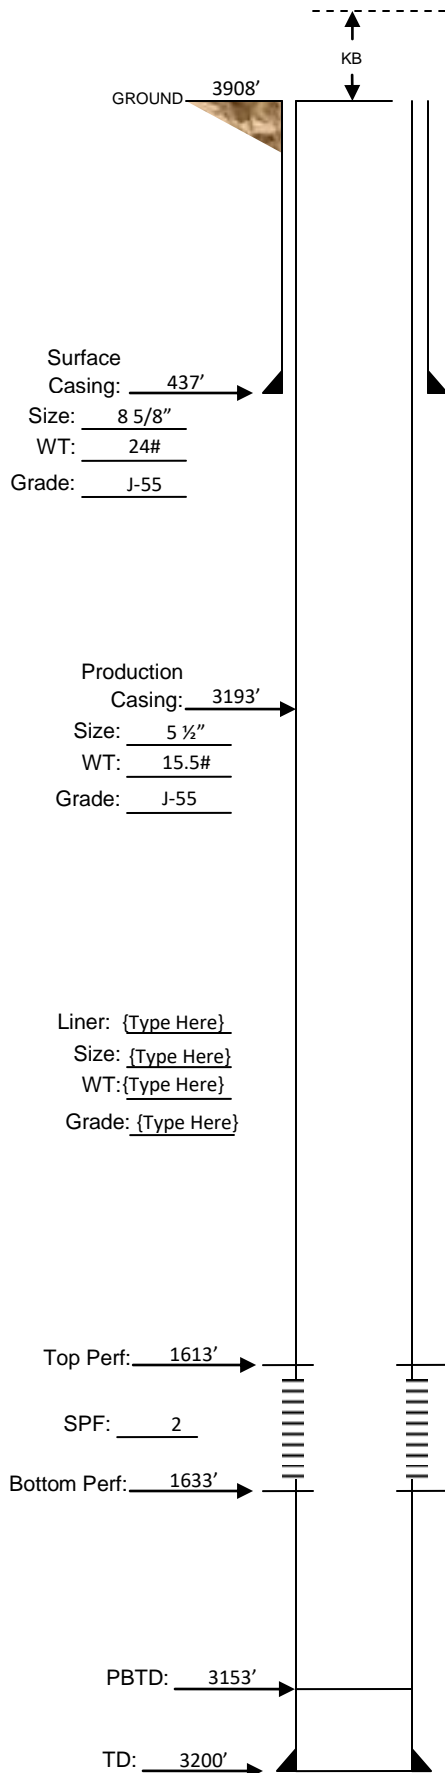 KB
GROUND 3908’
Surface
Casing: 437’
Size: 8 5/8”
WT: 24#
Grade: J-55
Production
Casing: 3193’
Size: 5 ½”
WT: 15.5#
Grade: J-55
Liner: {Type Here}
Size: {Type Here}
WT:{Type Here}
Grade: {Type Here}
Top Perf: 1613’
SPF: 2
Bottom Perf: 1633’
PBTD: 3153’
TD: 3200’